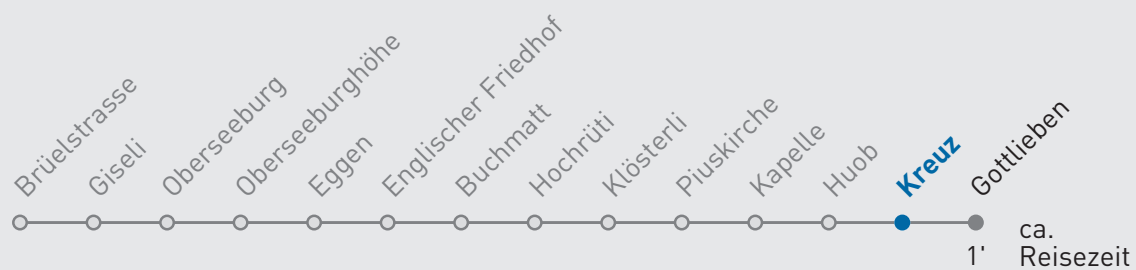 Brüelstrasse
Giseli
Oberseeburg
Oberseeburghöhe
Eggen
Englischer Friedhof
Buchmatt
Hochrüti
Klösterli
Piuskirche
Kapelle
Huob
Kreuz
Gottlieben
ca.
1' Reisezeit